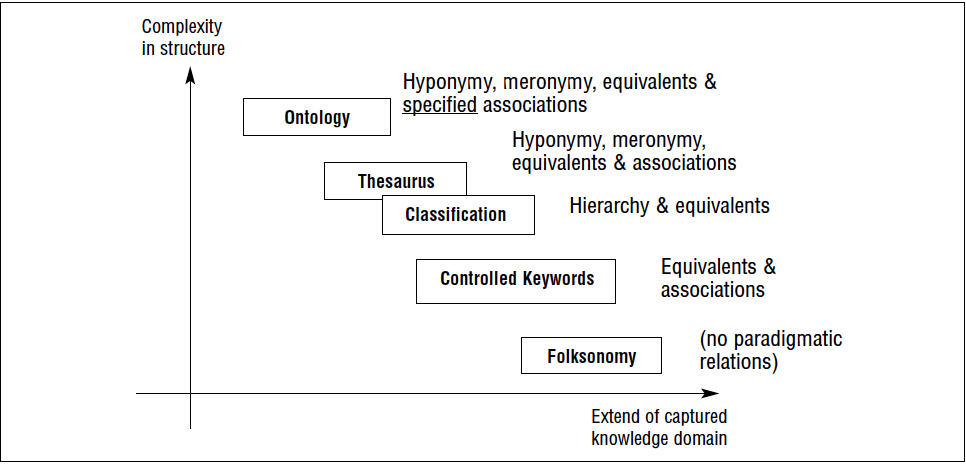 Complexity
in structure
Hyponymy, meronymy, equivalents &
specified associations
Ontology
Hyponymy, meronymy,
equivalents & associations
Thesaurus
Classification
Hierarchy & equivalents
Controlled Keywords
Equivalents &
associations
Folksonomy
(no paradigmatic
relations)
Extend of captured
knowledge domain